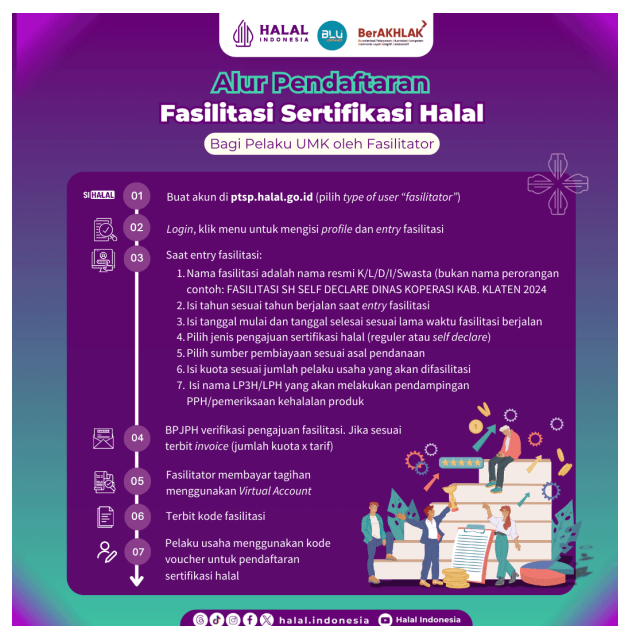 HALAL
INDONESIA
BLU
BerAKHLAK
Alur Pendaftaran
Fasilitasi Sertifikasi Halal
Bagi Pelaku UMK oleh Fasilitator
SIHALAL
01
Buat akun di ptsp.halal.go.id (pilih type of user “fasilitator”)
02
Login, klik menu untuk mengisi profile dan entry fasilitasi
03
Saat entry fasilitasi:
1. Nama fasilitasi adalah nama resmi K/L/D/I/Swasta (bukan nama perorangan
contoh: FASILITASI SH SELF DECLARE DINAS KOPERASI KAB. KLATEN 2024
2. Isi tahun sesuai tahun berjalan saat entry fasilitasi
3. Isi tanggal mulai dan tanggal selesai sesuai lama waktu fasilitasi berjalan
4. Pilih jenis pengajuan sertifikasi halal (reguler atau self declare)
5. Pilih sumber pembiayaan sesuai asal pendanaan
6. Isi kuota sesuai jumlah pelaku usaha yang akan difasilitasi
7. Isi nama LP3H/LPH yang akan melakukan pendampingan
PPH/pemeriksaan kehalalan produk
04
BPJPH verifikasi pengajuan fasilitasi. Jika sesuai
terbit invoice (jumlah kuota x tarif)
05
Fasilitator membayar tagihan
menggunakan Virtual Account
06
Terbit kode fasilitasi
07
Pelaku usaha menggunakan kode
voucher untuk pendaftaran
sertifikasi halal
halal.indonesia
Halal Indonesia